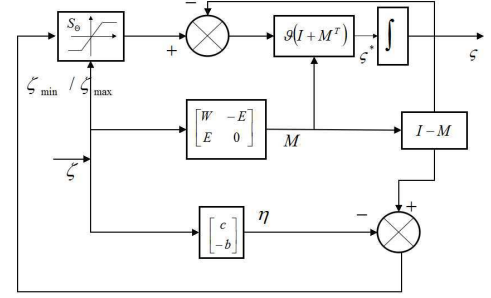 S_Θ
−
+
ϑ(I + M^T)
ς*
∫
ς
ζ_min / ζ_max
[W −E
E 0]
M
I − M
ζ
[c
−b]
η
−
+